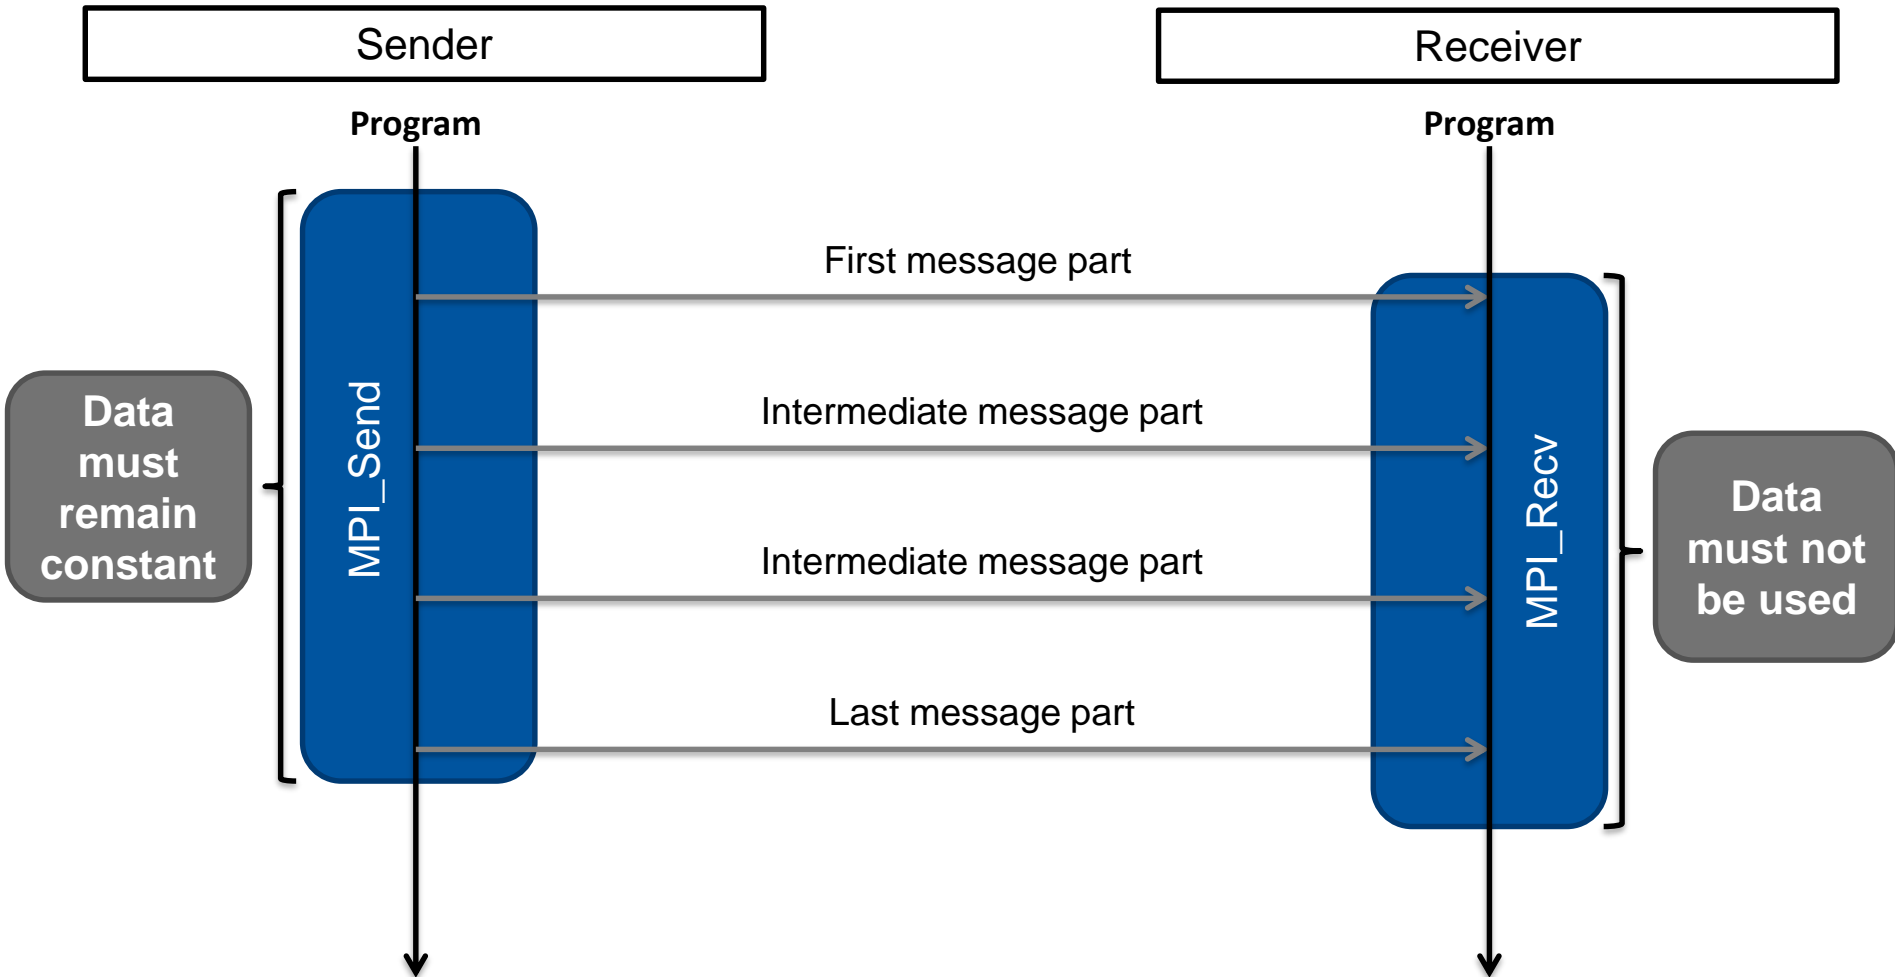 Sender
Receiver
Program
Program
First message part
Intermediate message part
Intermediate message part
Last message part
MPI_Send
MPI_Recv
Data
must
remain
constant
Data
must not
be used